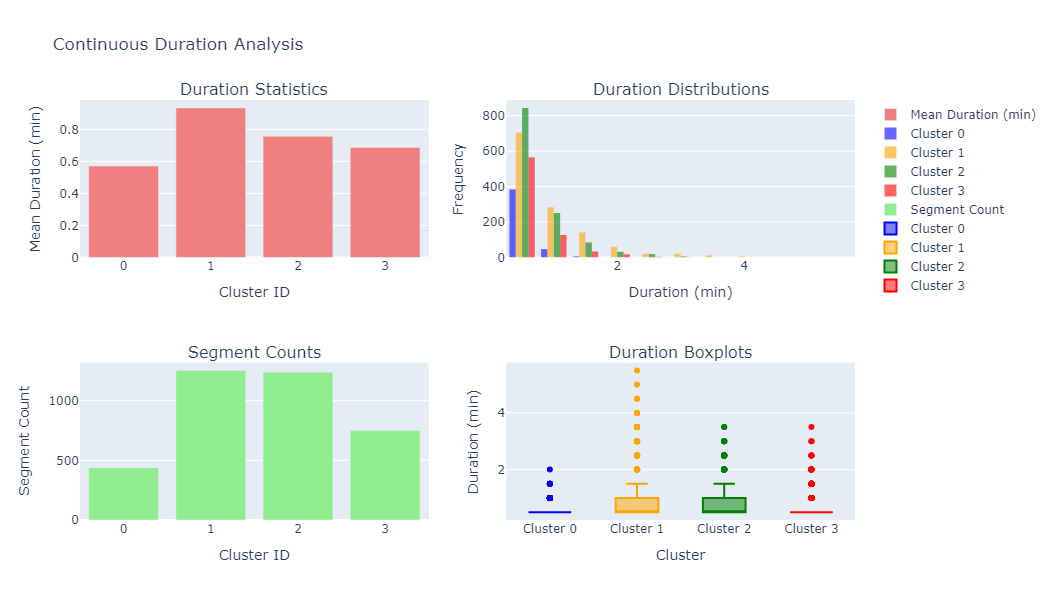 Continuous Duration Analysis
Duration Statistics
Mean Duration (min)
0.8
0.6
0.4
0.2
0
0 1 2 3
Cluster ID
Duration Distributions
Frequency
800
600
400
200
0
2 4
Duration (min)
Mean Duration (min)
Cluster 0
Cluster 1
Cluster 2
Cluster 3
Segment Count
Cluster 0
Cluster 1
Cluster 2
Cluster 3
Segment Counts
Segment Count
1000
500
0
0 1 2 3
Cluster ID
Duration Boxplots
Duration (min)
4
2
Cluster 0 Cluster 1 Cluster 2 Cluster 3
Cluster